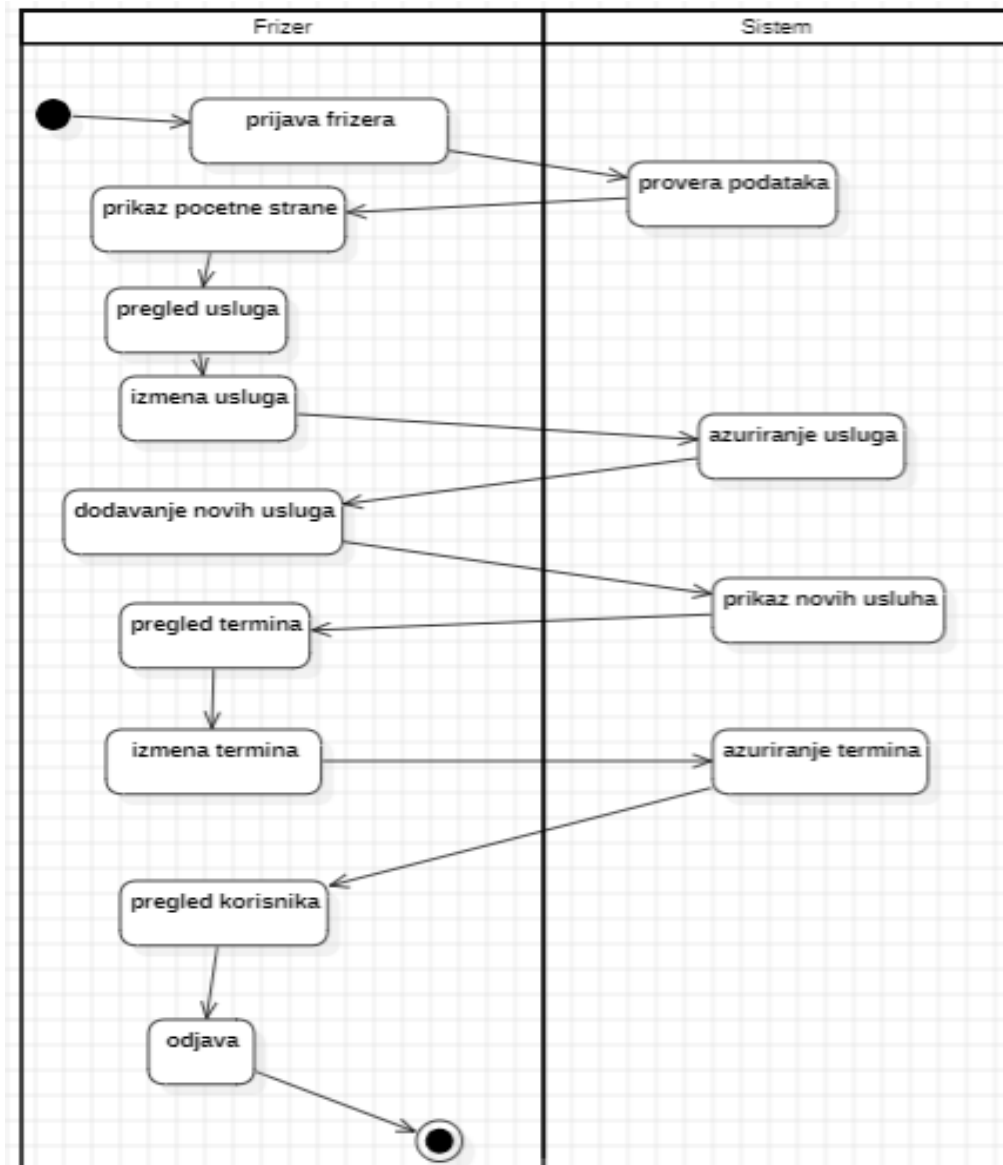 Frizer
Sistem
prijava frizera
provera podataka
prikaz pocetne strane
pregled usluga
izmena usluga
azuriranje usluga
dodavanje novih usluga
prikaz novih usluha
pregled termina
izmena termina
azuriranje termina
pregled korisnika
odjava